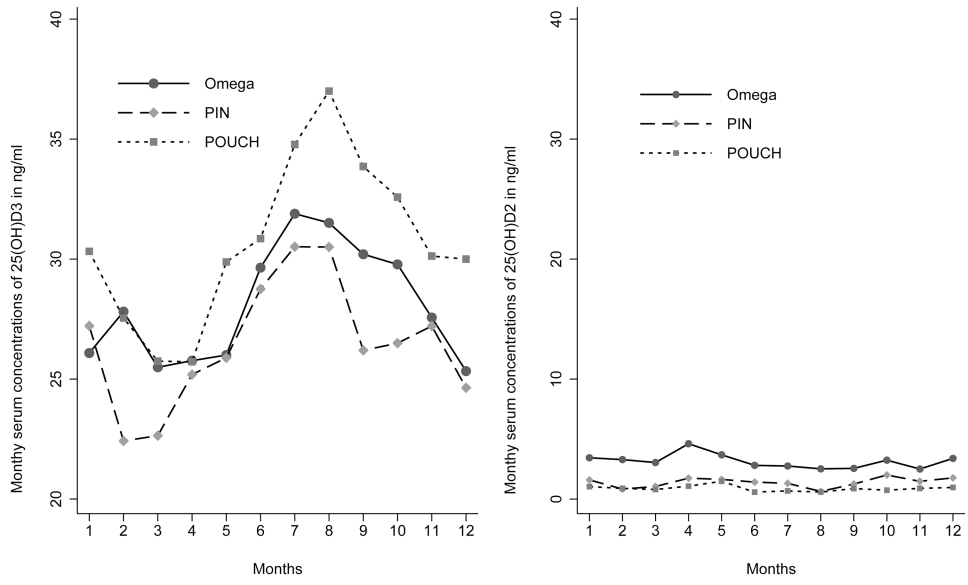 Monthy serum concentrations of 25(OH)D3 in ng/ml
40
35
30
25
20
Omega
PIN
POUCH
1 2 3 4 5 6 7 8 9 10 11 12
Months
Monthy serum concentrations of 25(OH)D2 in ng/ml
40
30
20
10
0
Omega
PIN
POUCH
1 2 3 4 5 6 7 8 9 10 11 12
Months